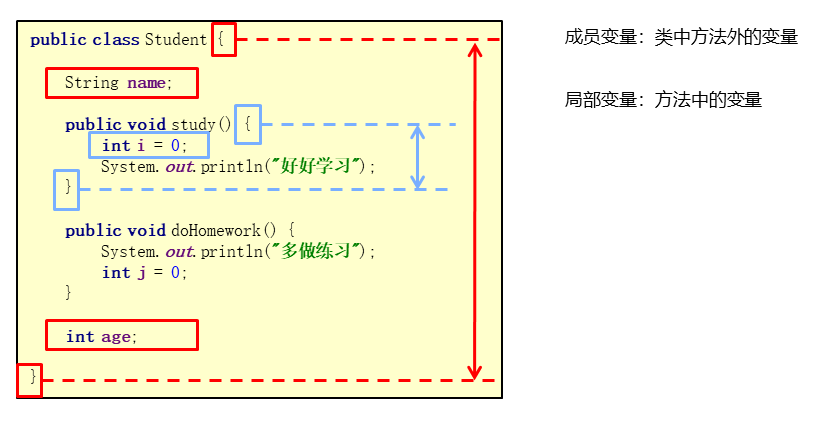 public class Student {
String name;
public void study() {
int i = 0;
System.out.println("好好学习");
}
public void doHomework() {
System.out.println("多做练习");
int j = 0;
}
int age;
}
成员变量：类中方法外的变量
局部变量：方法中的变量